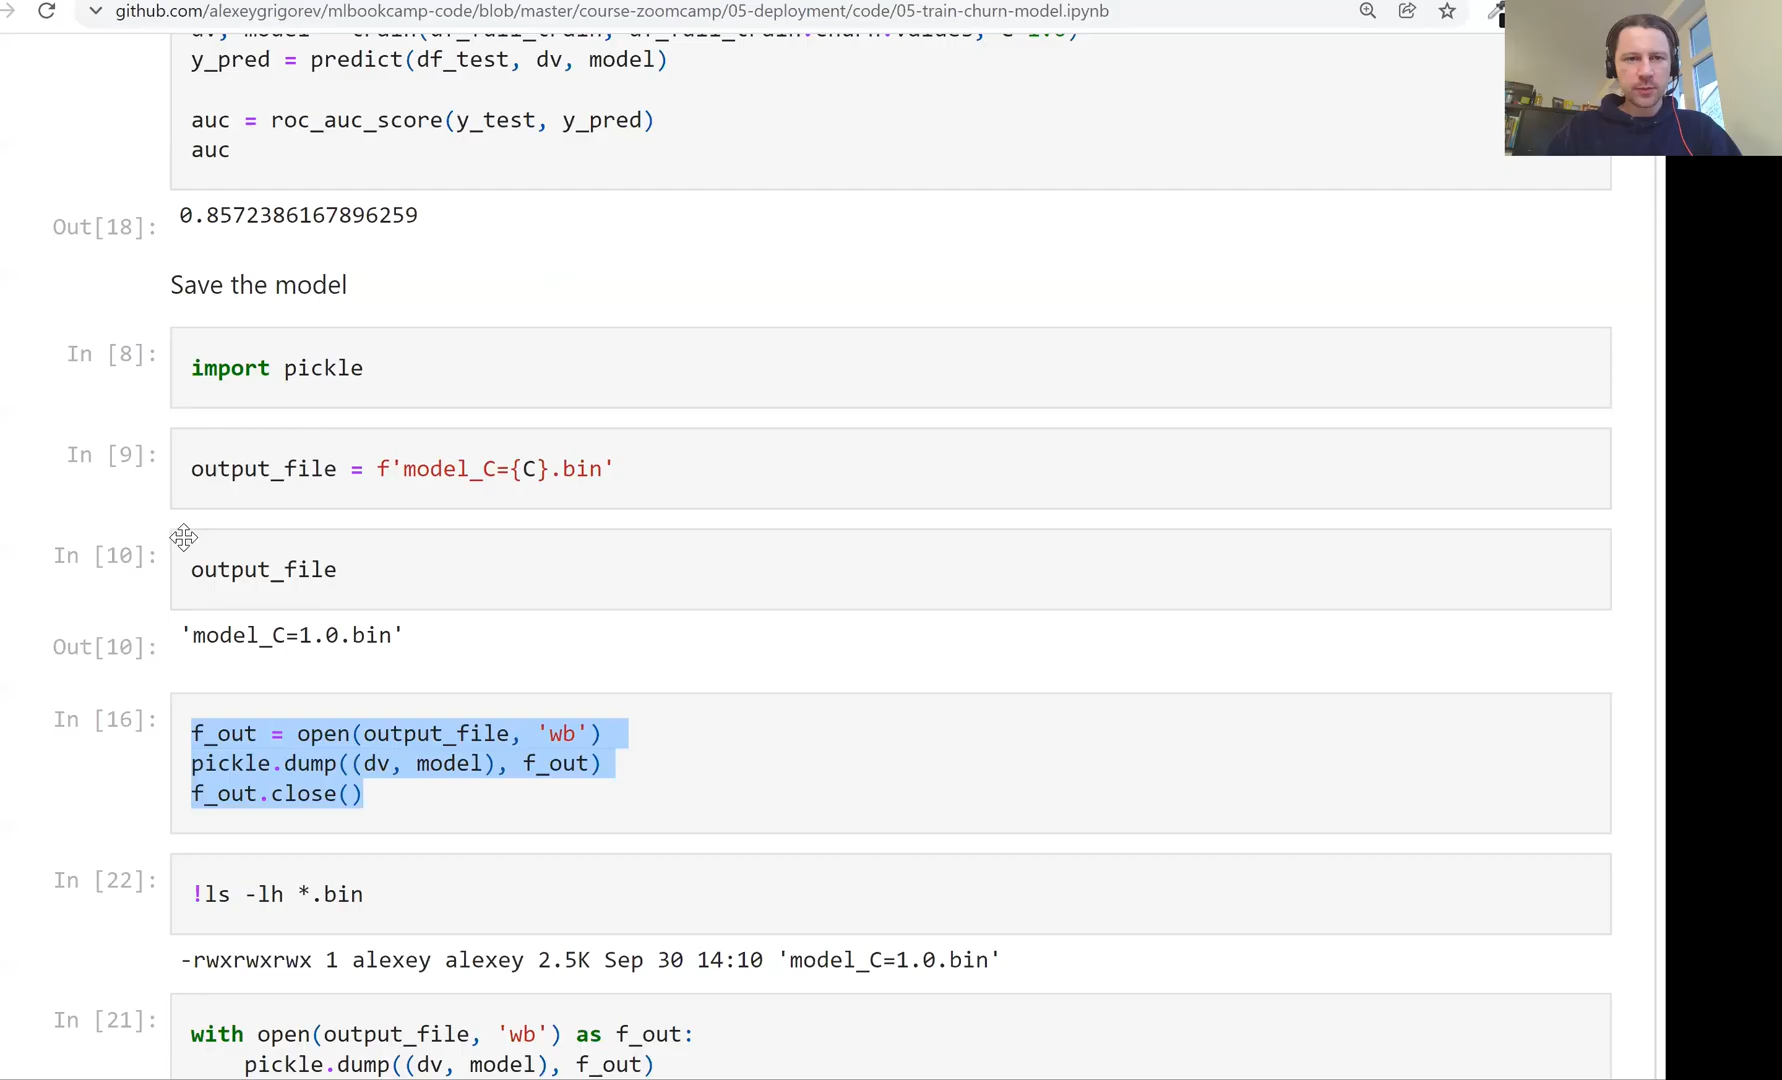 github.com/alexeygrigorev/mlbookcamp-code/blob/master/course-zoomcamp/05-deployment/code/05-train-churn-model.ipynb
y_pred = predict(df_test, dv, model)
auc = roc_auc_score(y_test, y_pred)
auc
Out[18]: 0.8572386167896259
Save the model
In [8]: import pickle
In [9]: output_file = f'model_C={C}.bin'
In [10]: output_file
Out[10]: 'model_C=1.0.bin'
In [16]: f_out = open(output_file, 'wb')
pickle.dump((dv, model), f_out)
f_out.close()
In [22]: !ls -lh *.bin
-rwxrwxrwx 1 alexey alexey 2.5K Sep 30 14:10 'model_C=1.0.bin'
In [21]: with open(output_file, 'wb') as f_out:
pickle.dump((dv, model), f_out)